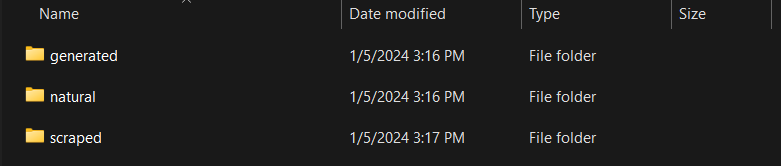 Name Date modified Type Size
generated 1/5/2024 3:16 PM File folder
natural 1/5/2024 3:16 PM File folder
scraped 1/5/2024 3:17 PM File folder